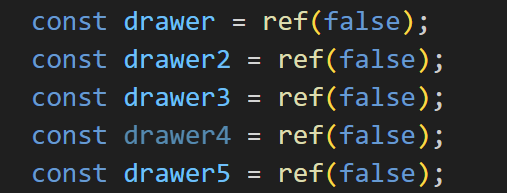 const drawer = ref(false);
const drawer2 = ref(false);
const drawer3 = ref(false);
const drawer4 = ref(false);
const drawer5 = ref(false);